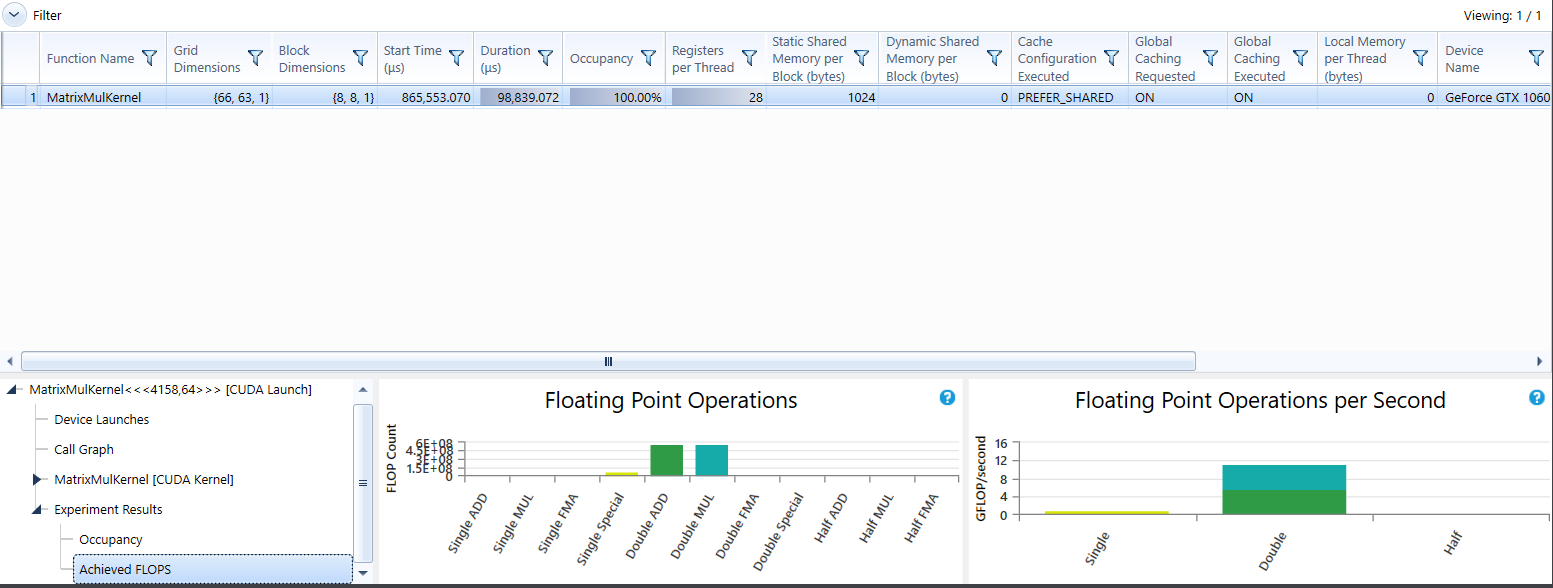 Filter
Viewing: 1 / 1
Function Name
Grid
Dimensions
Block
Dimensions
Start Time
(µs)
Duration
(µs)
Occupancy
Registers
per Thread
Static Shared
Memory per
Block (bytes)
Dynamic Shared
Memory per
Block (bytes)
Cache
Configuration
Executed
Global
Caching
Requested
Global
Caching
Executed
Local Memory
per Thread
(bytes)
Device
Name
1 MatrixMulKernel {66, 63, 1} {8, 8, 1} 865,553.070 98,839.072 100.00% 28 1024 0 PREFER_SHARED ON ON 0 GeForce GTX 1060
MatrixMulKernel<<<4158,64>>> [CUDA Launch]
Device Launches
Call Graph
MatrixMulKernel [CUDA Kernel]
Experiment Results
Occupancy
Achieved FLOPS
Floating Point Operations
?
FLOP Count
6E+08
4.5E+08
3E+08
1.5E+08
0
Single ADD
Single MUL
Single FMA
Single Special
Double ADD
Double MUL
Double FMA
Double Special
Half ADD
Half MUL
Half FMA
Floating Point Operations per Second
?
GFLOP/second
16
12
8
4
0
Single
Double
Half